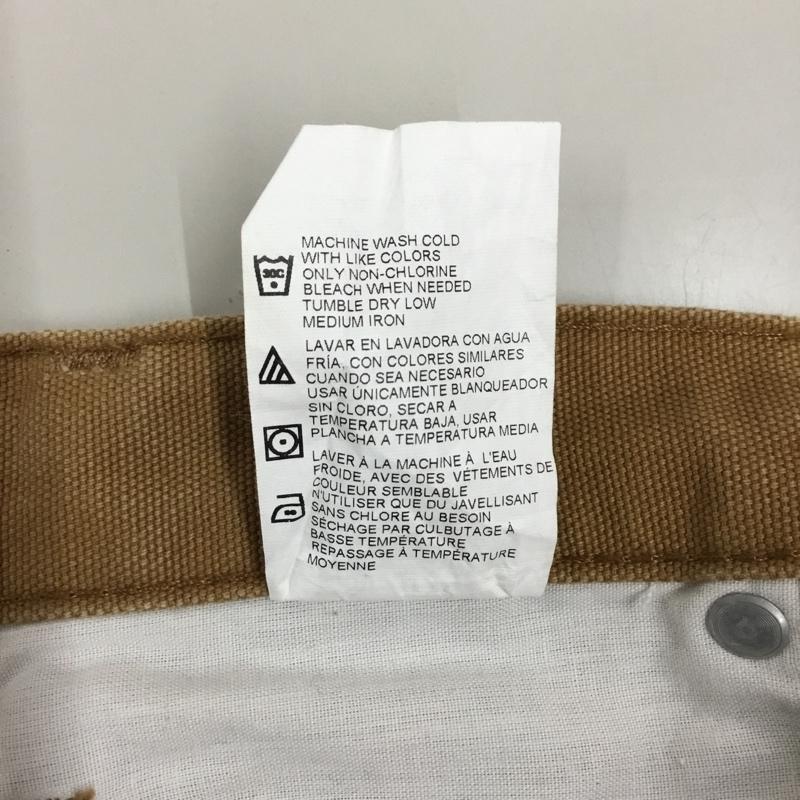 MACHINE WASH COLD
WITH LIKE COLORS
ONLY NON-CHLORINE
BLEACH WHEN NEEDED
TUMBLE DRY LOW
MEDIUM IRON
30C
LAVAR EN LAVADORA CON AGUA
FRÍA, CON COLORES SIMILARES
CUANDO SEA NECESARIO
USAR ÚNICAMENTE BLANQUEADOR
SIN CLORO, SECAR A
TEMPERATURA BAJA, USAR
PLANCHA A TEMPERATURA MEDIA
LAVER À LA MACHINE À L'EAU
FROIDE, AVEC DES VÉTEMENTS DE
COULEUR SEMBLABLE
N'UTILISER QUE DU JAVELLISANT
SANS CHLORE AU BESOIN
SÉCHAGE PAR CULBUTAGE À
BASSE TEMPÉRATURE
REPASSAGE À TEMPÉRATURE
MOYENNE